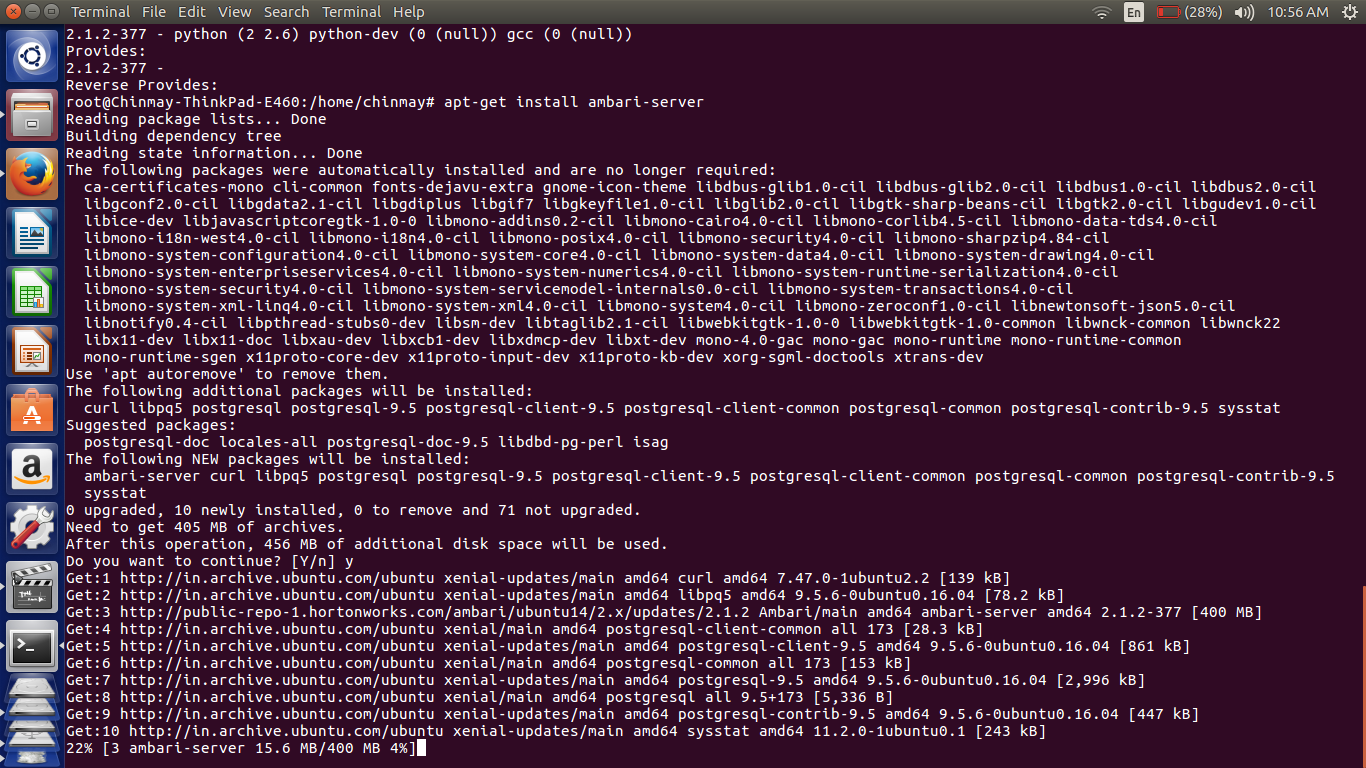 Terminal File Edit View Search Terminal Help En (28%) 10:56 AM
2.1.2-377 - python (2 2.6) python-dev (0 (null)) gcc (0 (null))
Provides:
2.1.2-377 -
Reverse Provides:
root@Chinmay-ThinkPad-E460:/home/chinmay# apt-get install ambari-server
Reading package lists... Done
Building dependency tree
Reading state information... Done
The following packages were automatically installed and are no longer required:
  ca-certificates-mono cli-common fonts-dejavu-extra gnome-icon-theme libdbus-glib1.0-cil libdbus-glib2.0-cil libdbus1.0-cil libdbus2.0-cil
  libgconf2.0-cil libgdata2.1-cil libgdiplus libgif7 libgkeyfile1.0-cil libglib2.0-cil libgtk-sharp-beans-cil libgtk2.0-cil libgudev1.0-cil
  libice-dev libjavascriptcoregtk-1.0-0 libmono-addins0.2-cil libmono-cairo4.0-cil libmono-corlib4.5-cil libmono-data-tds4.0-cil
  libmono-i18n-west4.0-cil libmono-i18n4.0-cil libmono-posix4.0-cil libmono-security4.0-cil libmono-sharpzip4.84-cil
  libmono-system-configuration4.0-cil libmono-system-core4.0-cil libmono-system-data4.0-cil libmono-system-drawing4.0-cil
  libmono-system-enterpriseservices4.0-cil libmono-system-numerics4.0-cil libmono-system-runtime-serialization4.0-cil
  libmono-system-security4.0-cil libmono-system-servicemodel-internals0.0-cil libmono-system-transactions4.0-cil
  libmono-system-xml-linq4.0-cil libmono-system-xml4.0-cil libmono-system4.0-cil libmono-zeroconf1.0-cil libnewtonsoft-json5.0-cil
  libnotify0.4-cil libpthread-stubs0-dev libsm-dev libtaglib2.1-cil libwebkitgtk-1.0-0 libwebkitgtk-1.0-common libwnck-common libwnck22
  libx11-dev libx11-doc libxau-dev libxcb1-dev libxdmcp-dev libxt-dev mono-4.0-gac mono-gac mono-runtime mono-runtime-common
  mono-runtime-sgen x11proto-core-dev x11proto-input-dev x11proto-kb-dev xorg-sgml-doctools xtrans-dev
Use 'apt autoremove' to remove them.
The following additional packages will be installed:
  curl libpq5 postgresql postgresql-9.5 postgresql-client-9.5 postgresql-client-common postgresql-common postgresql-contrib-9.5 sysstat
Suggested packages:
  postgresql-doc locales-all postgresql-doc-9.5 libdbd-pg-perl isag
The following NEW packages will be installed:
  ambari-server curl libpq5 postgresql postgresql-9.5 postgresql-client-9.5 postgresql-client-common postgresql-common postgresql-contrib-9.5
  sysstat
0 upgraded, 10 newly installed, 0 to remove and 71 not upgraded.
Need to get 405 MB of archives.
After this operation, 456 MB of additional disk space will be used.
Do you want to continue? [Y/n] y
Get:1 http://in.archive.ubuntu.com/ubuntu xenial-updates/main amd64 curl amd64 7.47.0-1ubuntu2.2 [139 kB]
Get:2 http://in.archive.ubuntu.com/ubuntu xenial-updates/main amd64 libpq5 amd64 9.5.6-0ubuntu0.16.04 [78.2 kB]
Get:3 http://public-repo-1.hortonworks.com/ambari/ubuntu14/2.x/updates/2.1.2 Ambari/main amd64 ambari-server amd64 2.1.2-377 [400 MB]
Get:4 http://in.archive.ubuntu.com/ubuntu xenial/main amd64 postgresql-client-common all 173 [28.3 kB]
Get:5 http://in.archive.ubuntu.com/ubuntu xenial-updates/main amd64 postgresql-client-9.5 amd64 9.5.6-0ubuntu0.16.04 [861 kB]
Get:6 http://in.archive.ubuntu.com/ubuntu xenial/main amd64 postgresql-common all 173 [153 kB]
Get:7 http://in.archive.ubuntu.com/ubuntu xenial-updates/main amd64 postgresql-9.5 amd64 9.5.6-0ubuntu0.16.04 [2,996 kB]
Get:8 http://in.archive.ubuntu.com/ubuntu xenial/main amd64 postgresql all 9.5+173 [5,336 B]
Get:9 http://in.archive.ubuntu.com/ubuntu xenial-updates/main amd64 postgresql-contrib-9.5 amd64 9.5.6-0ubuntu0.16.04 [447 kB]
Get:10 http://in.archive.ubuntu.com/ubuntu xenial-updates/main amd64 sysstat amd64 11.2.0-1ubuntu0.1 [243 kB]
22% [3 ambari-server 15.6 MB/400 MB 4%]